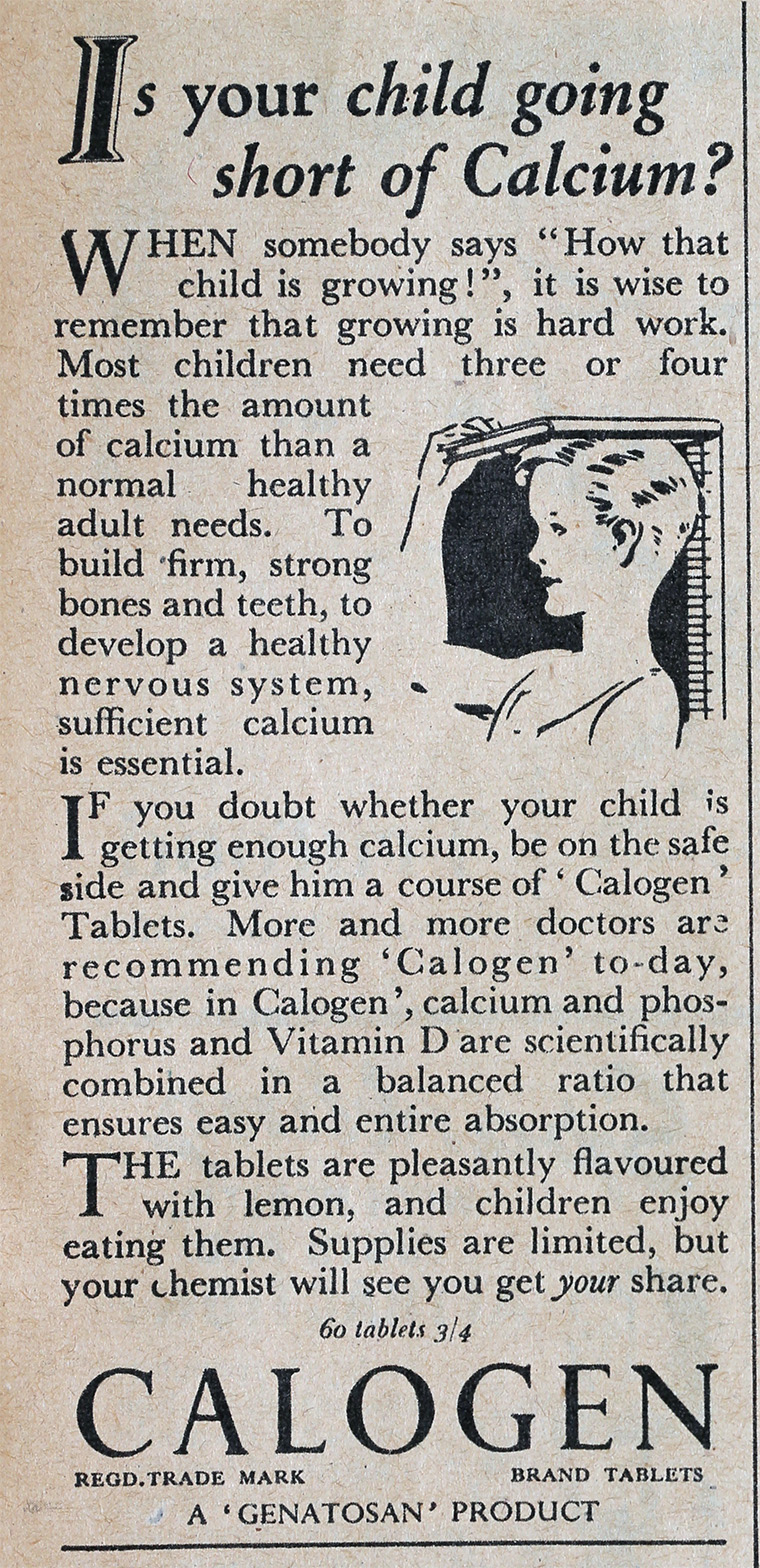 Is your child going
short of Calcium?
WHEN somebody says “How that
child is growing!”, it is wise to
remember that growing is hard work.
Most children need three or four
times the amount
of calcium than a
normal healthy
adult needs. To
build firm, strong
bones and teeth, to
develop a healthy
nervous system,
sufficient calcium
is essential.
IF you doubt whether your child is
getting enough calcium, be on the safe
side and give him a course of ‘Calogen’
Tablets. More and more doctors are
recommending ‘Calogen’ to-day,
because in Calogen’, calcium and phos-
phorus and Vitamin D are scientifically
combined in a balanced ratio that
ensures easy and entire absorption.
THE tablets are pleasantly flavoured
with lemon, and children enjoy
eating them. Supplies are limited, but
your chemist will see you get your share.
60 tablets 3/4
CALOGEN
REGD. TRADE MARK BRAND TABLETS
A ‘GENATOSAN’ PRODUCT